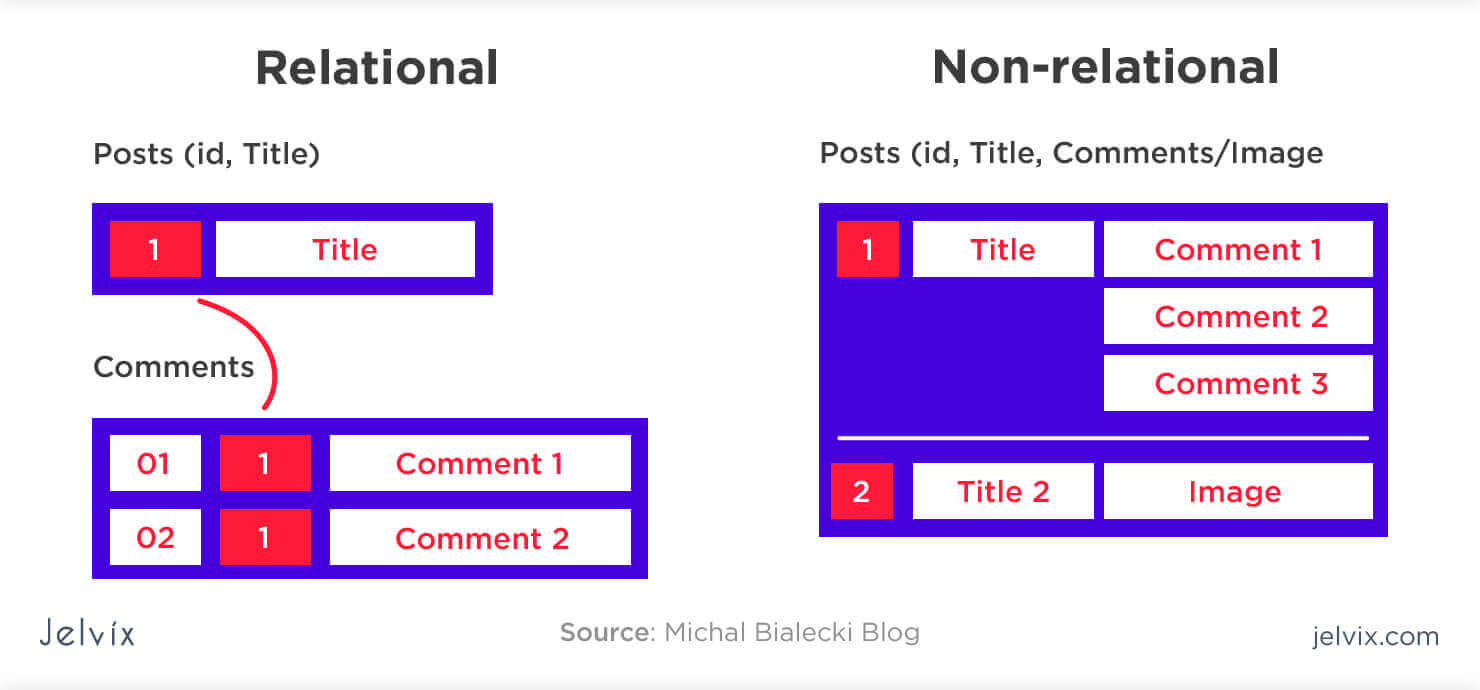 Relational
Posts (id, Title)
1 Title
Comments
01 1 Comment 1
02 1 Comment 2
Non-relational
Posts (id, Title, Comments/Image
1 Title Comment 1
Comment 2
Comment 3
2 Title 2 Image
Jelvix
Source: Michal Bialecki Blog
jelvix.com